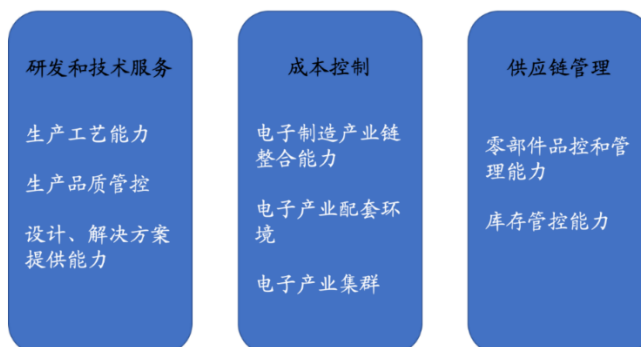 研发和技术服务
生产工艺能力
生产品质管控
设计、解决方案
提供能力
成本控制
电子制造产业链
整合能力
电子产业配套环
境
电子产业集群
供应链管理
零部件品控和管
理能力
库存管控能力